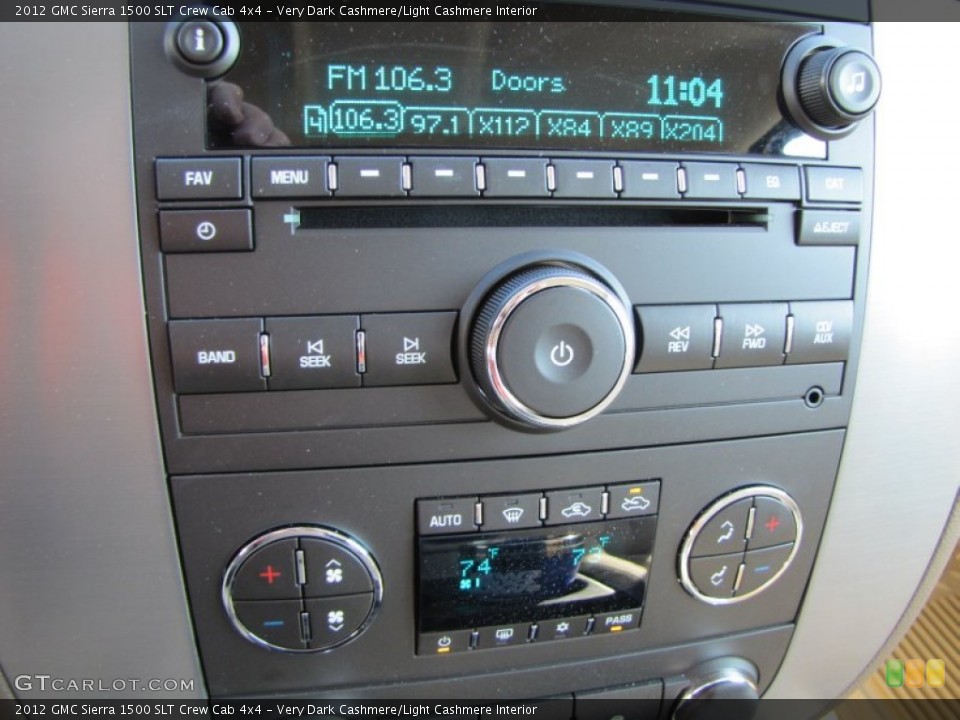 2012 GMC Sierra 1500 SLT Crew Cab 4x4 – Very Dark Cashmere/Light Cashmere Interior
i
FM 106.3 Doors 11:04
4 106.3 97.1 X112 X84 X89 X204
FAV MENU EQ CAT
EJECT
BAND SEEK SEEK REV FWD CD/AUX
AUTO
74°F
PASS
GTCARLOT.COM
2012 GMC Sierra 1500 SLT Crew Cab 4x4 – Very Dark Cashmere/Light Cashmere Interior